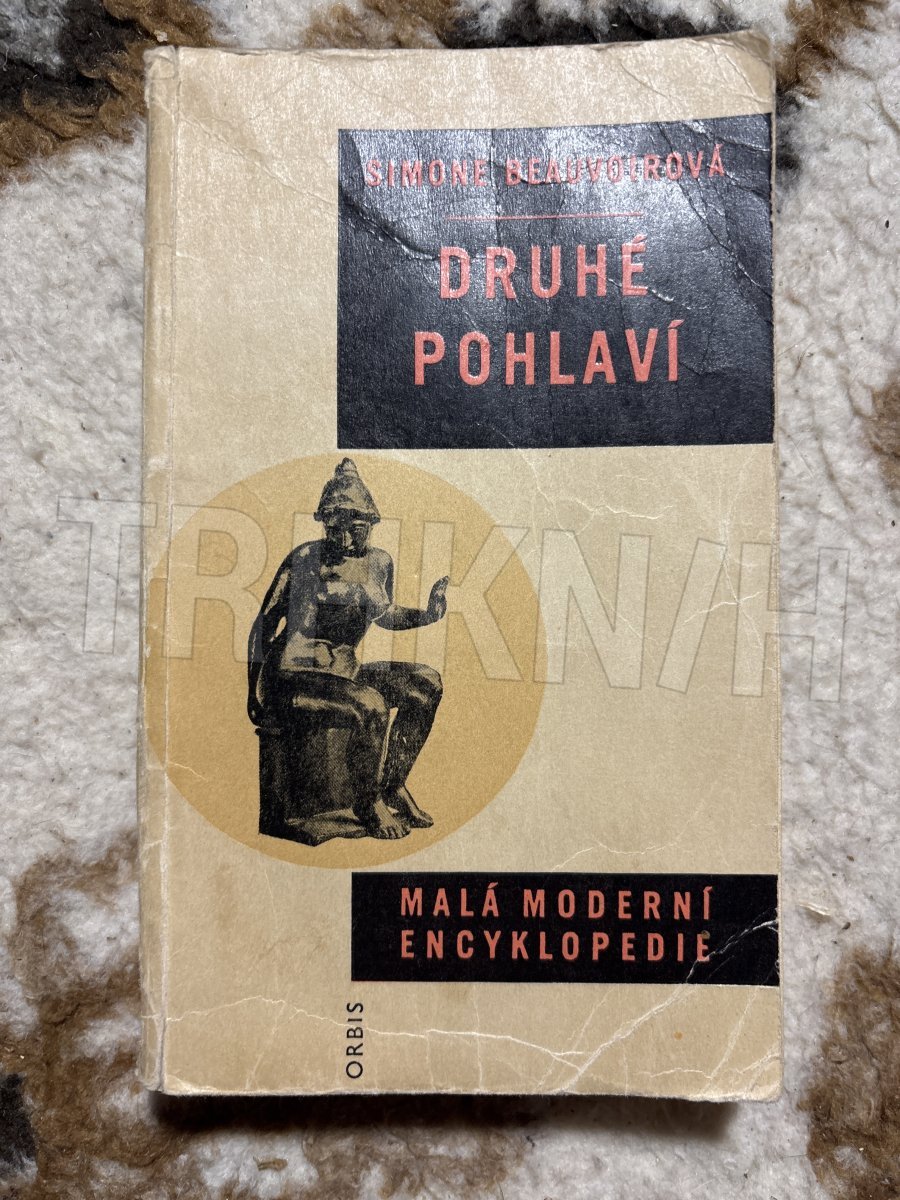 SIMONE BEAUVOIROVÁ
DRUHÉ
POHLAVÍ
TRHKNIH
MALÁ MODERNÍ
ENCYKLOPEDIE
ORBIS